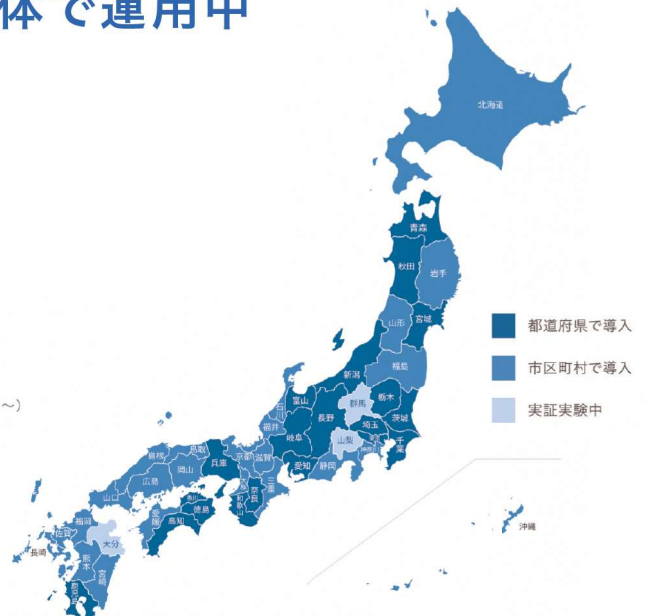 体で運用中
北海道
青森
秋田
岩手
山形
宮城
新潟
福島
都道府県で導入
市区町村で導入
実証実験中
～)
富山
石川
福井
長野
群馬
栃木
茨城
埼玉
千葉
山梨
岐阜
愛知
静岡
三重
滋賀
京都
兵庫
奈良
和歌山
鳥取
島根
岡山
広島
山口
香川
徳島
愛媛
高知
福岡
佐賀
長崎
大分
熊本
宮崎
鹿児島
沖縄